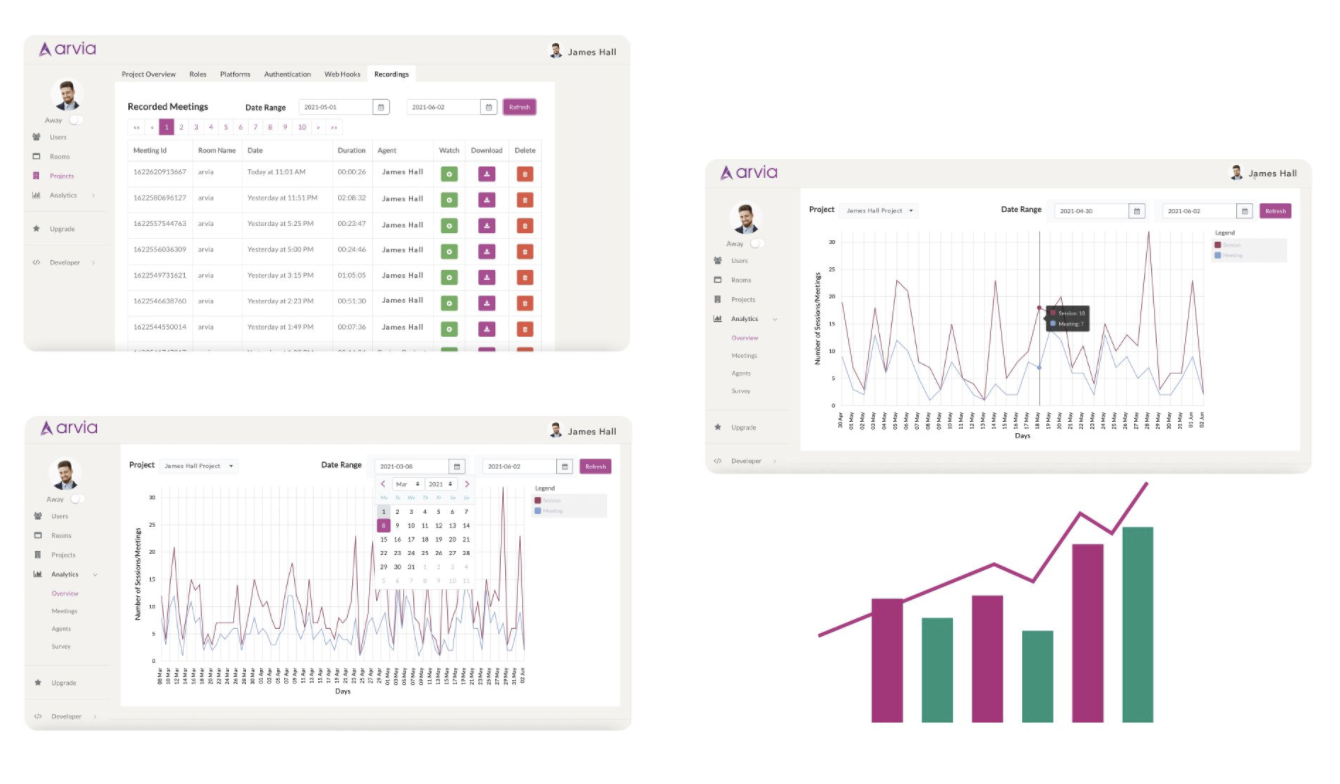 arvia
James Hall
Project Overview Roles Platforms Authentication Web Hooks Recordings
Recorded Meetings Date Range 2021-05-01 2021-06-02 Refresh
Away
Users
Rooms
Projects
Analytics
Upgrade
Developer
‹‹ ‹ 1 2 3 4 5 6 7 8 9 10 › ››
Meeting Id Room Name Date Duration Agent Watch Download Delete
1622620913667 arvia Today at 11:01 AM 00:00:26 James Hall
1622580696127 arvia Yesterday at 11:51 PM 02:08:32 James Hall
1622557544763 arvia Yesterday at 5:25 PM 00:23:47 James Hall
1622556036309 arvia Yesterday at 5:00 PM 00:24:46 James Hall
1622549731621 arvia Yesterday at 3:15 PM 01:05:05 James Hall
1622546638760 arvia Yesterday at 2:23 PM 00:51:30 James Hall
1622544550014 arvia Yesterday at 1:49 PM 00:07:36 James Hall
arvia
James Hall
Away
Users
Rooms
Projects
Analytics
Overview
Meetings
Agents
Survey
Upgrade
Developer
Project James Hall Project Date Range 2021-04-30 2021-06-02 Refresh
Legend
Session
Meeting
Number of Sessions/Meetings
30
25
20
15
10
5
0
Session: 18
Meeting: 7
30 Apr 01 May 02 May 03 May 04 May 05 May 06 May 07 May 08 May 09 May 10 May 11 May 12 May 13 May 14 May 15 May 16 May 17 May 18 May 19 May 20 May 21 May 22 May 23 May 24 May 25 May 26 May 27 May 28 May 29 May 30 May 31 May 01 Jun 02 Jun
Days
arvia
James Hall
Away
Users
Rooms
Projects
Analytics
Overview
Meetings
Agents
Survey
Upgrade
Developer
Project James Hall Project Date Range 2021-03-08 2021-06-02 Refresh
Mar 2021
Mo Tu We Th Fr Sa Su
1 2 3 4 5 6 7
8 9 10 11 12 13 14
15 16 17 18 19 20 21
22 23 24 25 26 27 28
29 30 31 1 2 3 4
5 6 7 8 9 10 11
Legend
Session
Meeting
Number of Sessions/Meetings
30
25
20
15
10
5
0
08 Mar 10 Mar 12 Mar 14 Mar 16 Mar 18 Mar 20 Mar 22 Mar 24 Mar 26 Mar 28 Mar 30 Mar 01 Apr 03 Apr 05 Apr 07 Apr 09 Apr 11 Apr 13 Apr 15 Apr 17 Apr 19 Apr 21 Apr 23 Apr 25 Apr 27 Apr 29 Apr 01 May 03 May 05 May 07 May 09 May 11 May 13 May 15 May 17 May 19 May 21 May 23 May 25 May 27 May 29 May 31 May 02 Jun
Days